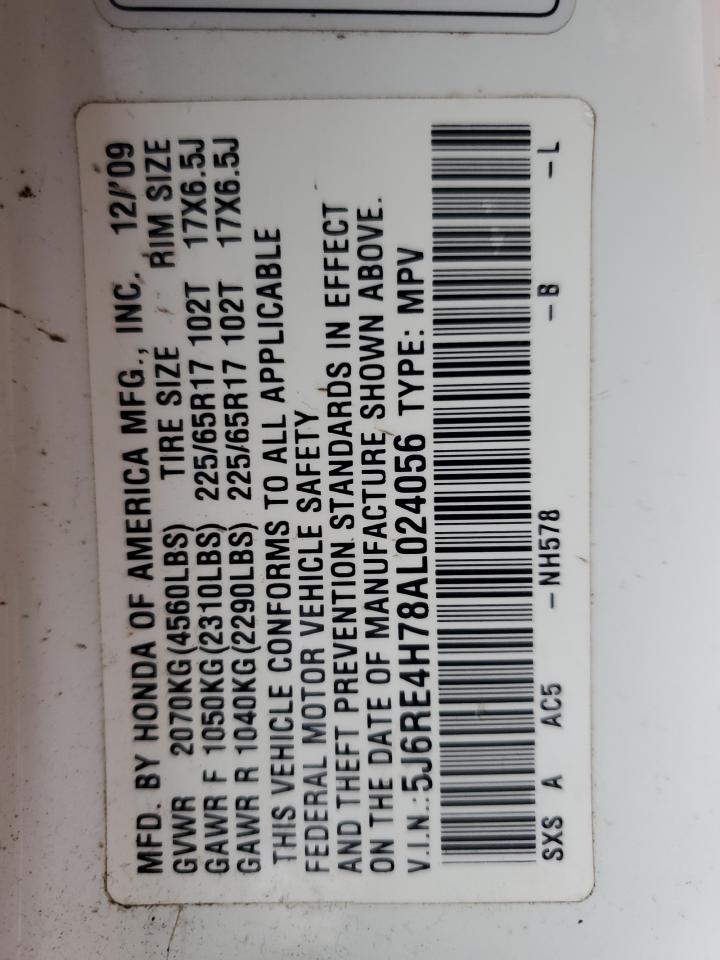 MFD. BY HONDA OF AMERICA MFG., INC. 12/'09
GVWR 2070KG(4560LBS) TIRE SIZE RIM SIZE
GAWR F 1050KG(2310LBS) 225/65R17 102T 17X6.5J
GAWR R 1040KG(2290LBS) 225/65R17 102T 17X6.5J
THIS VEHICLE CONFORMS TO ALL APPLICABLE
FEDERAL MOTOR VEHICLE SAFETY
AND THEFT PREVENTION STANDARDS IN EFFECT
ON THE DATE OF MANUFACTURE SHOWN ABOVE.
V.I.N.:5J6RE4H78AL024056 TYPE: MPV
SXS A AC5 -NH578 -B -L